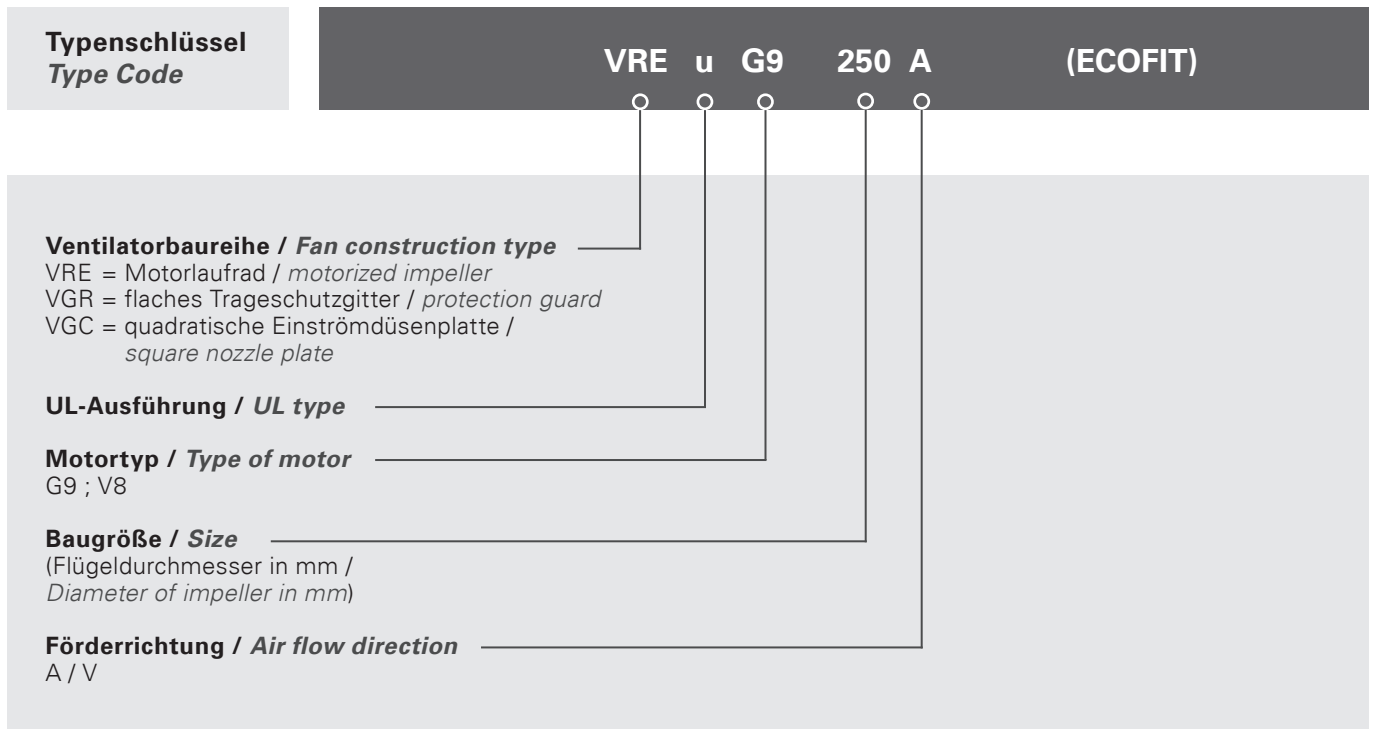 Typenschlüssel
Type Code
VRE u G9 250 A (ECOFIT)
Ventilatorbaureihe / Fan construction type
VRE = Motorlaufrad / motorized impeller
VGR = flaches Trageschutzgitter / protection guard
VGC = quadratische Einströmdüsenplatte /
square nozzle plate
UL-Ausführung / UL type
Motortyp / Type of motor
G9 ; V8
Baugröße / Size
(Flügeldurchmesser in mm /
Diameter of impeller in mm)
Förderrichtung / Air flow direction
A / V